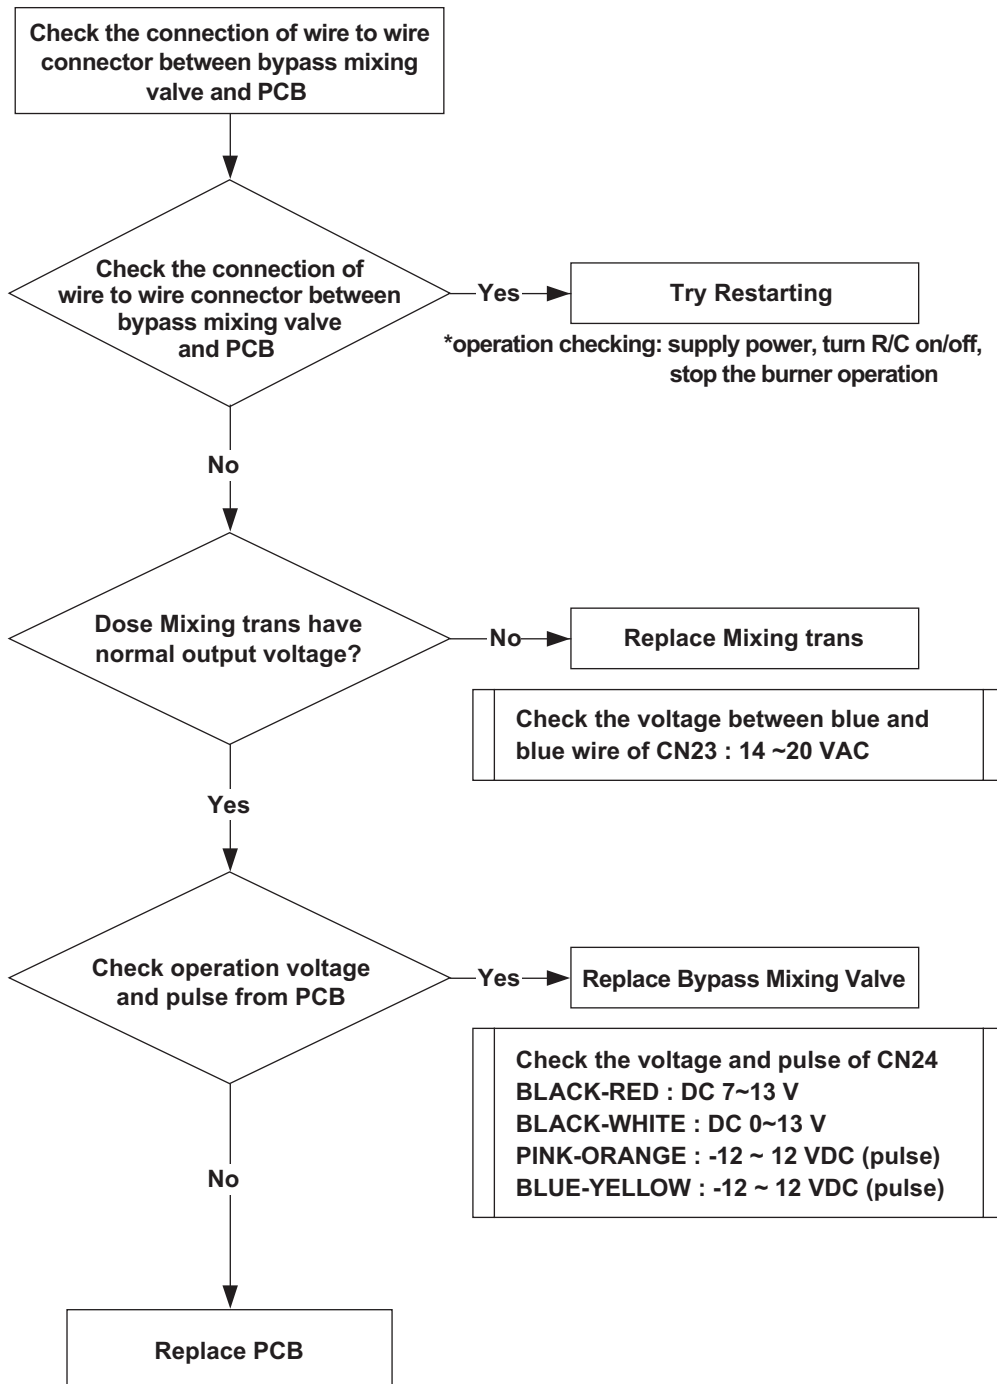 Check the connection of wire to wire
connector between bypass mixing
valve and PCB
Check the connection of
wire to wire connector between
bypass mixing valve
and PCB
Yes
Try Restarting
*operation checking: supply power, turn R/C on/off,
stop the burner operation
No
Dose Mixing trans have
normal output voltage?
No
Replace Mixing trans
Check the voltage between blue and
blue wire of CN23 : 14 ~20 VAC
Yes
Check operation voltage
and pulse from PCB
Yes
Replace Bypass Mixing Valve
Check the voltage and pulse of CN24
BLACK-RED : DC 7~13 V
BLACK-WHITE : DC 0~13 V
PINK-ORANGE : -12 ~ 12 VDC (pulse)
BLUE-YELLOW : -12 ~ 12 VDC (pulse)
No
Replace PCB